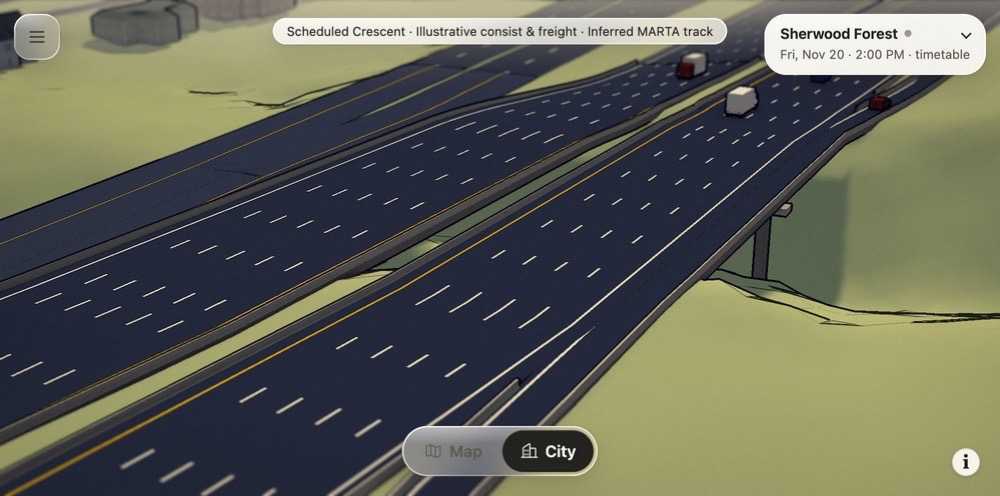 Scheduled Crescent · Illustrative consist & freight · Inferred MARTA track
Sherwood Forest
Fri, Nov 20 · 2:00 PM · timetable
Map
City
i